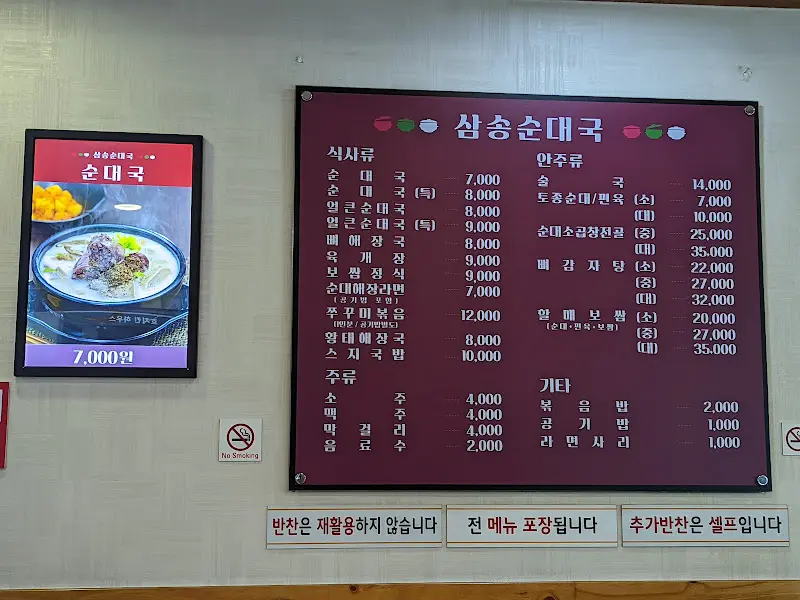 삼송순대국
순대국
7,000원
No Smoking
삼송순대국
식사류
순 대 국 7,000
순 대 국 (특) 8,000
얼큰순대국 8,000
얼큰순대국 (특) 9,000
뼈 해 장 국 8,000
육 개 장 9,000
보 쌈 정 식 9,000
순대해장라면 7,000
(공기밥 포함)
쭈꾸미볶음 12,000
(1인분 / 공기밥별도)
황태해장국 8,000
스 지 국 밥 10,000
주류
소 주 4,000
맥 주 4,000
막 걸 리 4,000
음 료 수 2,000
안주류
술 국 14,000
토종순대/편육 (소) 7,000
(대) 10,000
순대소곱창전골 (중) 25,000
(대) 35,000
뼈 감 자 탕 (소) 22,000
(중) 27,000
(대) 32,000
할 매 보 쌈 (소) 20,000
(순대·편육·보쌈) (중) 27,000
(대) 35,000
기타
볶 음 밥 2,000
공 기 밥 1,000
라 면 사 리 1,000
반찬은 재활용하지 않습니다
전 메뉴 포장됩니다
추가반찬은 셀프입니다